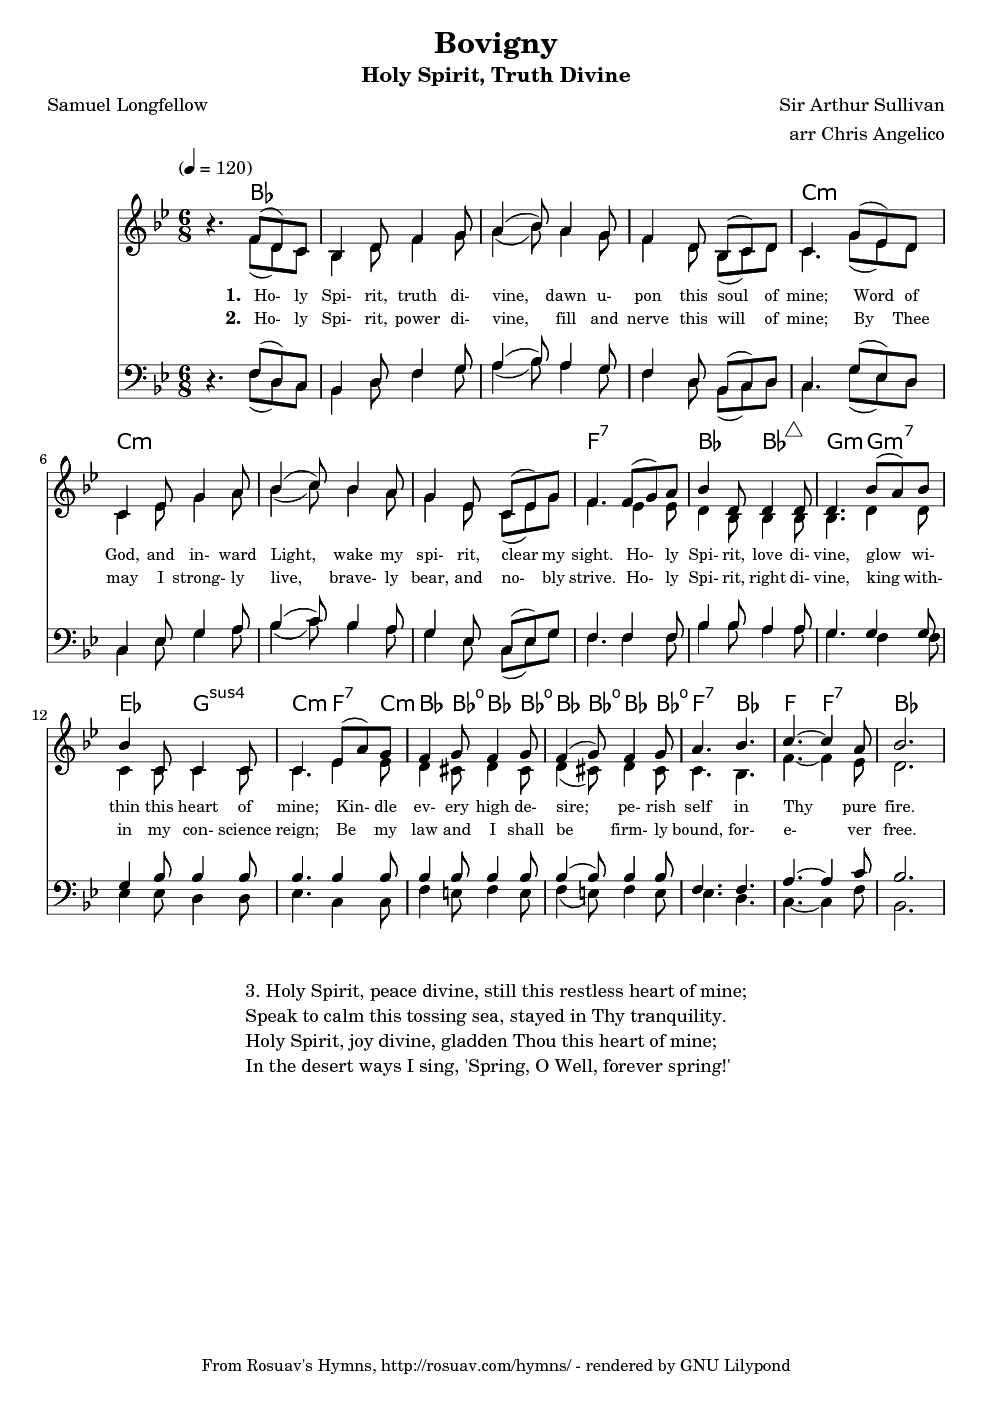 Bovigny
Holy Spirit, Truth Divine
Samuel Longfellow
Sir Arthur Sullivan
arr Chris Angelico
(♩ = 120)
B♭ Cm
1. Ho- ly Spi- rit, truth di- vine, dawn u- pon this soul of mine; Word of
2. Ho- ly Spi- rit, power di- vine, fill and nerve this will of mine; By Thee
6
Cm F7 B♭ B♭△ Gm Gm7
God, and in- ward Light, wake my spi- rit, clear my sight. Ho- ly Spi- rit, love di- vine, glow wi-
may I strong- ly live, brave- ly bear, and no- bly strive. Ho- ly Spi- rit, right di- vine, king with-
12
E♭ Gsus4 Cm F7 Cm B♭ B♭o B♭ B♭o B♭ B♭o B♭ B♭o F7 B♭ F F7 B♭
thin this heart of mine; Kin- dle ev- ery high de- sire; pe- rish self in Thy pure fire.
in my con- science reign; Be my law and I shall be firm- ly bound, for- e- ver free.
3. Holy Spirit, peace divine, still this restless heart of mine;
Speak to calm this tossing sea, stayed in Thy tranquility.
Holy Spirit, joy divine, gladden Thou this heart of mine;
In the desert ways I sing, 'Spring, O Well, forever spring!'
From Rosuav's Hymns, http://rosuav.com/hymns/ - rendered by GNU Lilypond